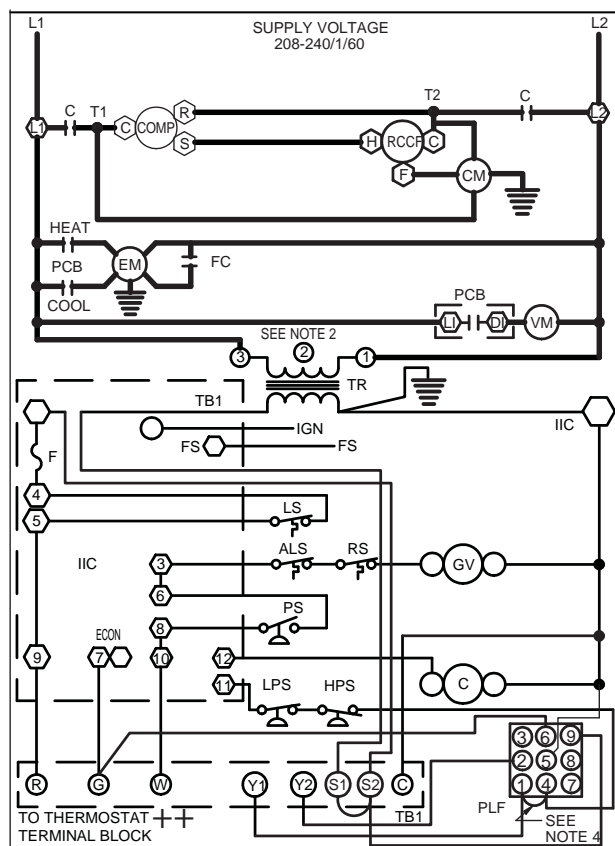 L1 SUPPLY VOLTAGE L2
208-240/1/60
C T1 R T2 C
L1 C COMP S H RCCF C L2
F CM
HEAT
PCB EM FC
COOL
PCB
LI DI VM
SEE NOTE 2
3 2 1
TR
TB1 IGN IIC
FS FS
F
4
5 LS
ALS RS
IIC 3 GV
6
PS
8
ECON
9 7 10 12
C
11 LPS HPS
3 6 9
2 5 8
1 4 7
R G W Y1 Y2 S1 S2 C
TB1 PLF
TO THERMOSTAT ++
TERMINAL BLOCK
SEE
NOTE 4